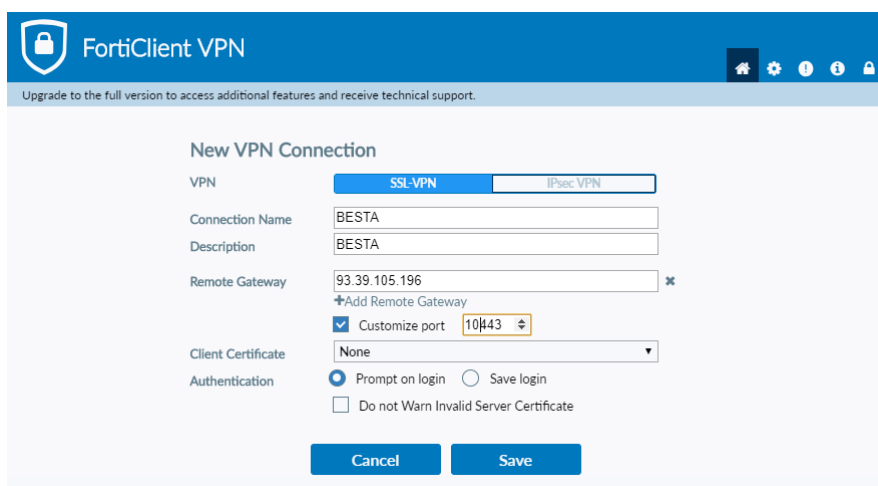 FortiClient VPN
Upgrade to the full version to access additional features and receive technical support.
New VPN Connection
VPN SSL-VPN IPsec VPN
Connection Name BESTA
Description BESTA
Remote Gateway 93.39.105.196
+Add Remote Gateway
Customize port 10443
Client Certificate None
Authentication Prompt on login Save login
Do not Warn Invalid Server Certificate
Cancel Save